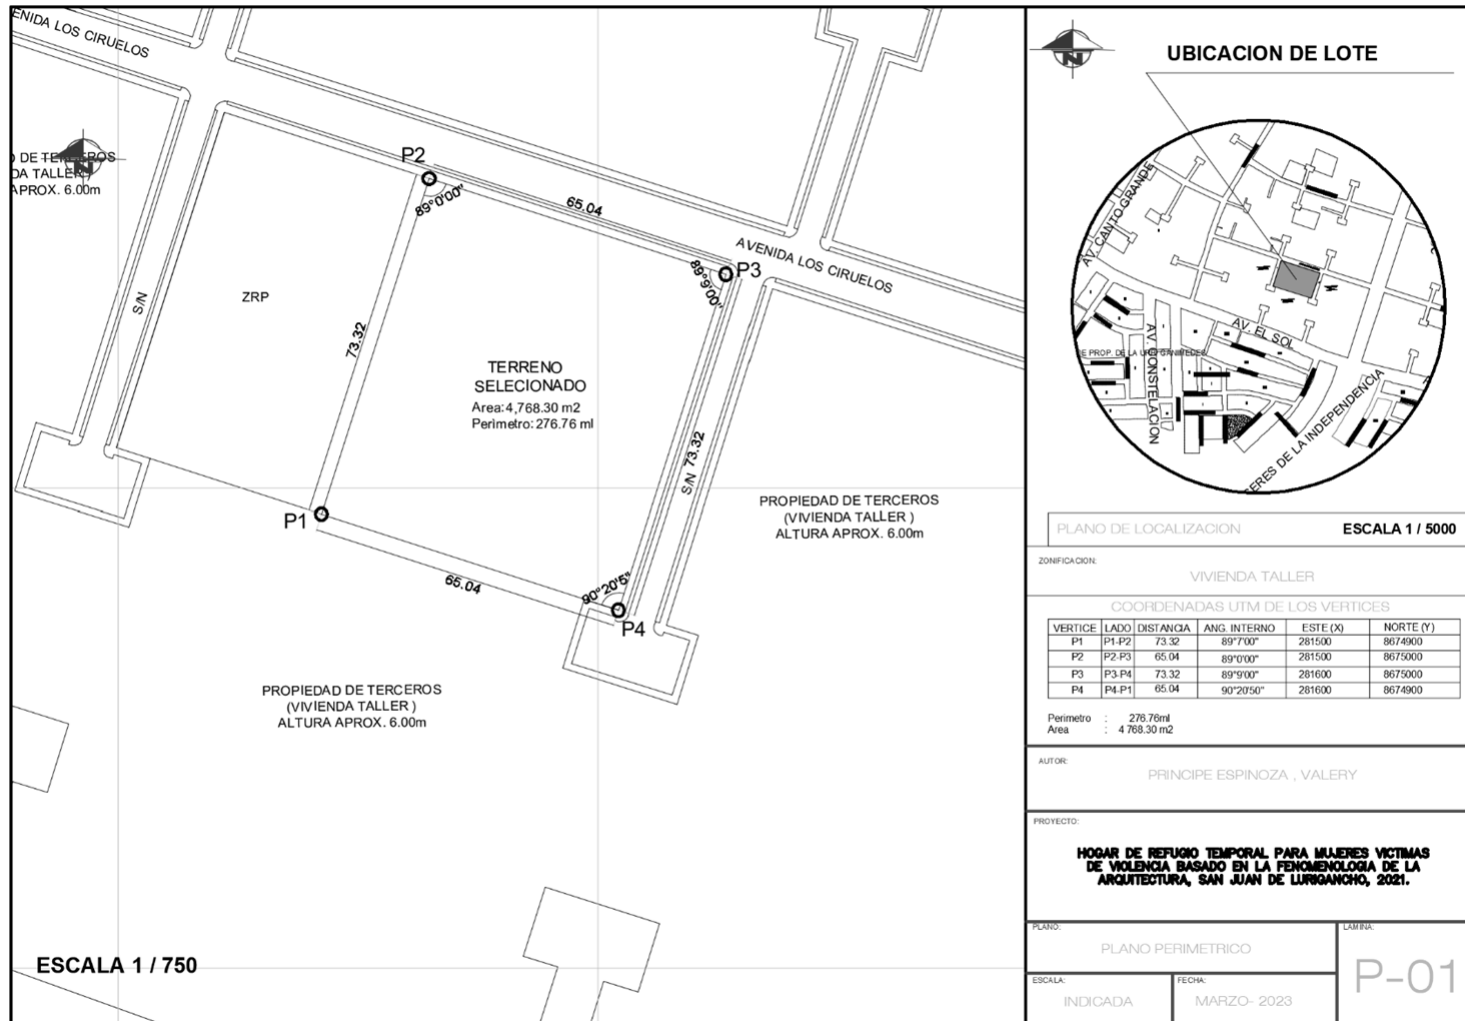 ENIDA LOS CIRUELOS
D DE TERCEROS
DA TALLER)
APROX. 6.00m
N
P2
89°0'00"
65.04
89°9'00"
P3
AVENIDA LOS CIRUELOS
S/N
ZRP
73.32
TERRENO
SELECIONADO
Area: 4,768.30 m2
Perimetro: 276.76 ml
S/N 73.32
PROPIEDAD DE TERCEROS
(VIVIENDA TALLER )
ALTURA APROX. 6.00m
P1
65.04
90°20'5"
P4
PROPIEDAD DE TERCEROS
(VIVIENDA TALLER )
ALTURA APROX. 6.00m
ESCALA 1 / 750
N
UBICACION DE LOTE
AV. CANTO GRANDE
AV. EL SOL
AV. CONSTELACION
E PROP. DE LA URB. GANIMEDES
ERES DE LA INDEPENDENCIA
PLANO DE LOCALIZACION
ESCALA 1 / 5000
ZONIFICACION:
VIVIENDA TALLER
COORDENADAS UTM DE LOS VERTICES
VERTICE LADO DISTANCIA ANG. INTERNO ESTE (X) NORTE (Y)
P1 P1-P2 73.32 89°7'00" 281500 8674900
P2 P2-P3 65.04 89°0'00" 281500 8675000
P3 P3-P4 73.32 89°9'00" 281600 8675000
P4 P4-P1 65.04 90°20'50" 281600 8674900
Perimetro : 276.76ml
Area : 4 768.30 m2
AUTOR:
PRINCIPE ESPINOZA , VALERY
PROYECTO:
HOGAR DE REFUGIO TEMPORAL PARA MUJERES VICTIMAS
DE VIOLENCIA BASADO EN LA FENOMENOLOGIA DE LA
ARQUITECTURA, SAN JUAN DE LURIGANCHO, 2021.
PLANO:
PLANO PERIMETRICO
LAMINA:
P-01
ESCALA:
INDICADA
FECHA:
MARZO- 2023